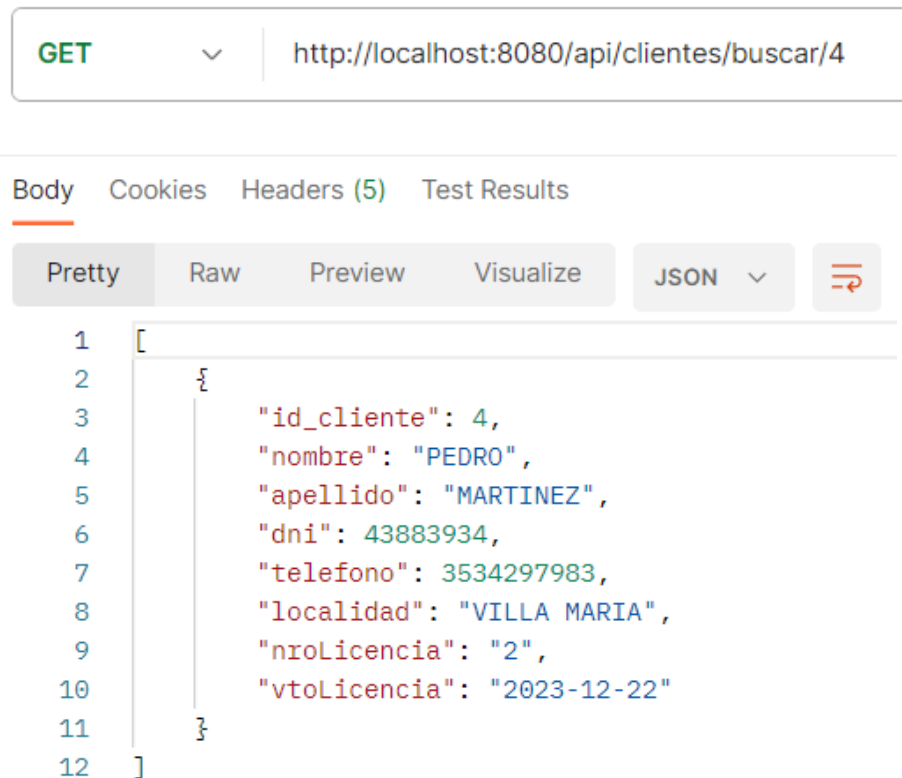 GET http://localhost:8080/api/clientes/buscar/4
Body Cookies Headers (5) Test Results
Pretty Raw Preview Visualize JSON
1 [
2 {
3 "id_cliente": 4,
4 "nombre": "PEDRO",
5 "apellido": "MARTINEZ",
6 "dni": 43883934,
7 "telefono": 3534297983,
8 "localidad": "VILLA MARIA",
9 "nroLicencia": "2",
10 "vtoLicencia": "2023-12-22"
11 }
12 ]